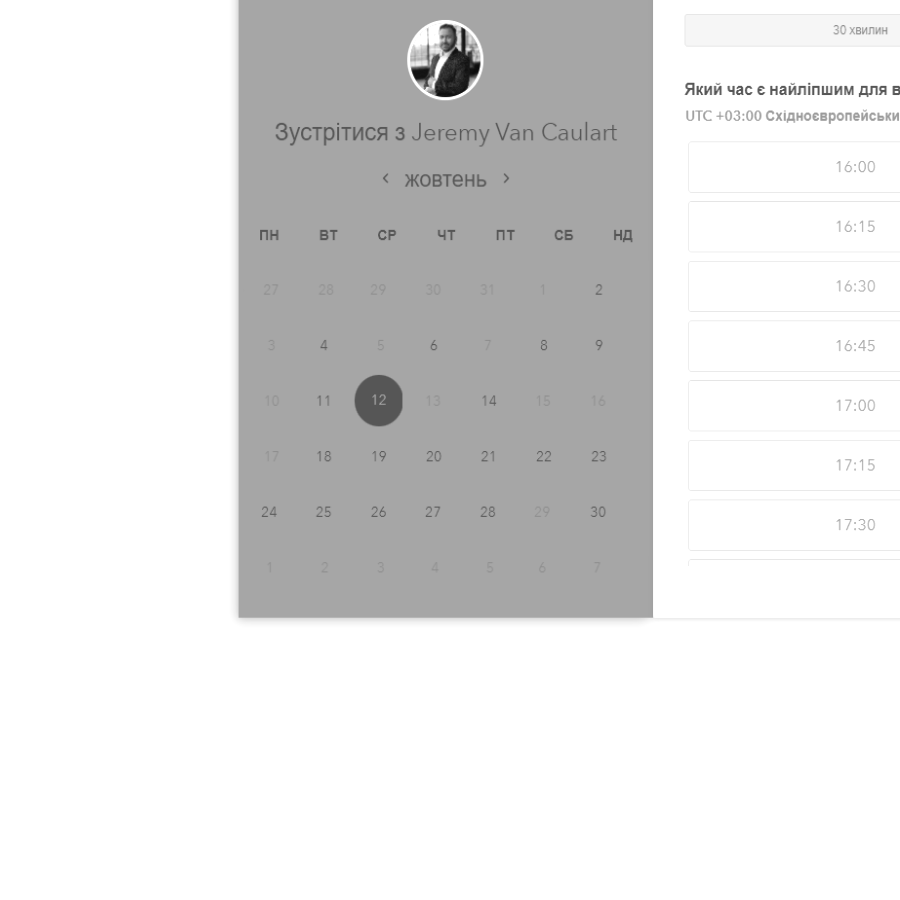 Зустрітися з Jeremy Van Caulart
жовтень
ПН ВТ СР ЧТ ПТ СБ НД
27 28 29 30 31 1 2
3 4 5 6 7 8 9
10 11 12 13 14 15 16
17 18 19 20 21 22 23
24 25 26 27 28 29 30
1 2 3 4 5 6 7
30 хвилин
Який час є найліпшим для в
UTC +03:00 Східноєвропейськи
16:00
16:15
16:30
16:45
17:00
17:15
17:30